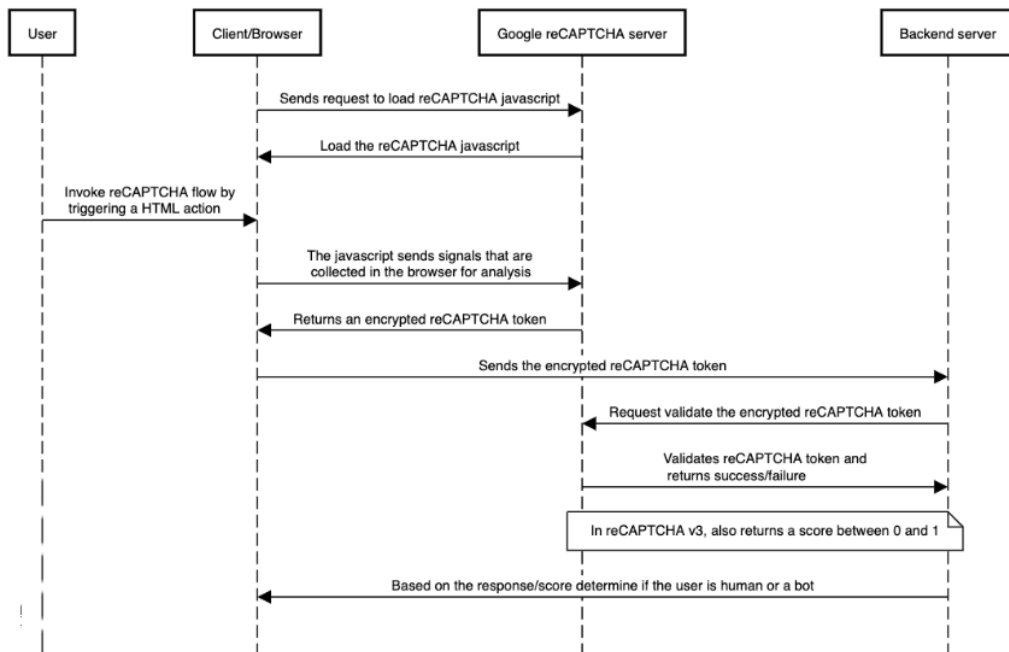 User
Client/Browser
Google reCAPTCHA server
Backend server
Sends request to load reCAPTCHA javascript
Load the reCAPTCHA javascript
Invoke reCAPTCHA flow by
triggering a HTML action
The javascript sends signals that are
collected in the browser for analysis
Returns an encrypted reCAPTCHA token
Sends the encrypted reCAPTCHA token
Request validate the encrypted reCAPTCHA token
Validates reCAPTCHA token and
returns success/failure
In reCAPTCHA v3, also returns a score between 0 and 1
Based on the response/score determine if the user is human or a bot